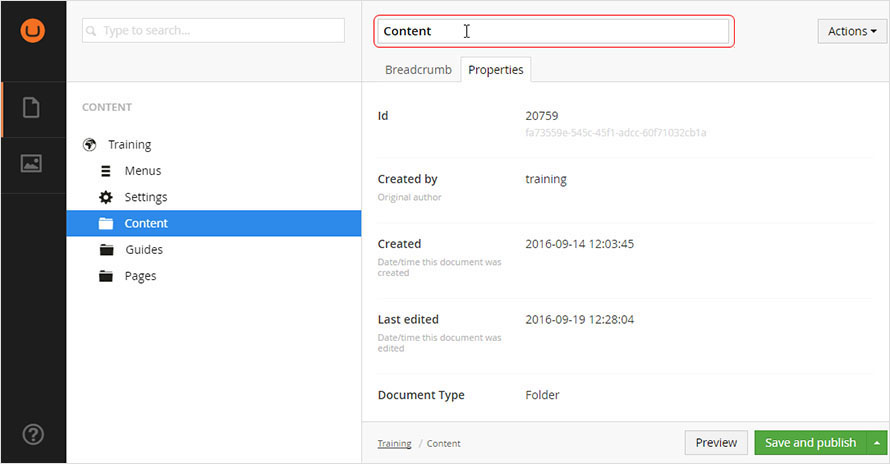 Type to search...
Content
Actions
Breadcrumb
Properties
CONTENT
Training
Menus
Settings
Content
Guides
Pages
Id
20759
fa73559e-545c-45f1-adcc-60f71032cb1a
Created by
training
Original author
Created
2016-09-14 12:03:45
Date/time this document was
created
Last edited
2016-09-19 12:28:04
Date/time this document was
edited
Document Type
Folder
Training / Content
Preview
Save and publish